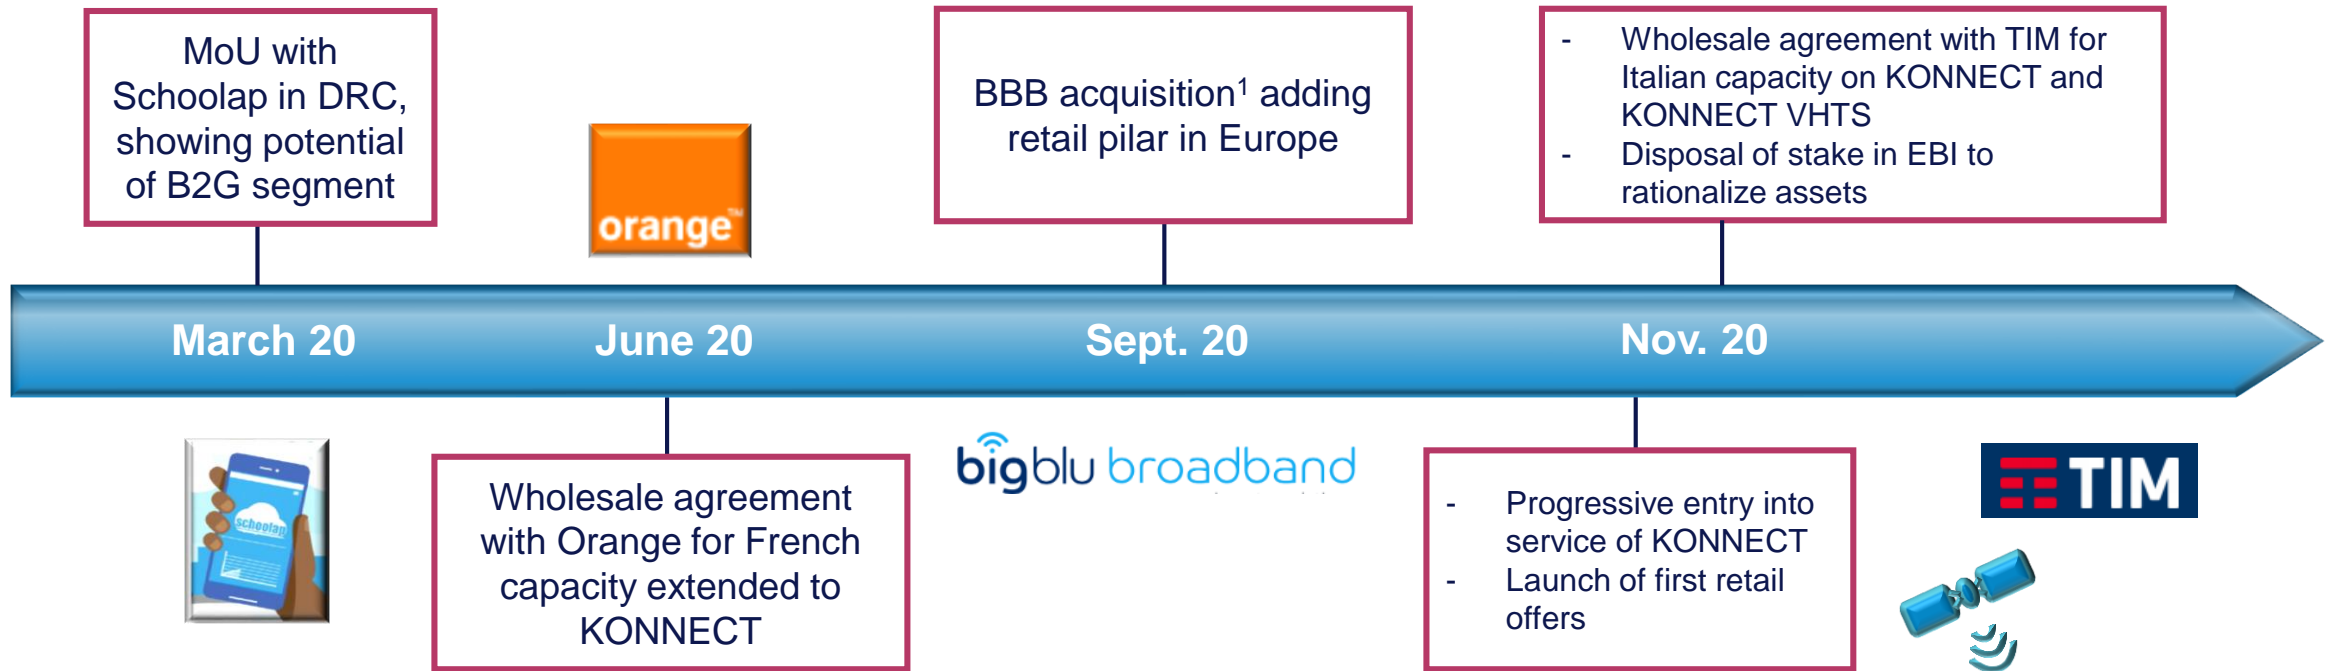 MoU with
Schoolap in DRC,
showing potential
of B2G segment
orange™
BBB acquisition¹ adding
retail pilar in Europe
- Wholesale agreement with TIM for
Italian capacity on KONNECT and
KONNECT VHTS
- Disposal of stake in EBI to
rationalize assets
March 20
June 20
Sept. 20
Nov. 20
schoolap
Wholesale agreement
with Orange for French
capacity extended to
KONNECT
bigblu broadband
- Progressive entry into
service of KONNECT
- Launch of first retail
offers
TIM